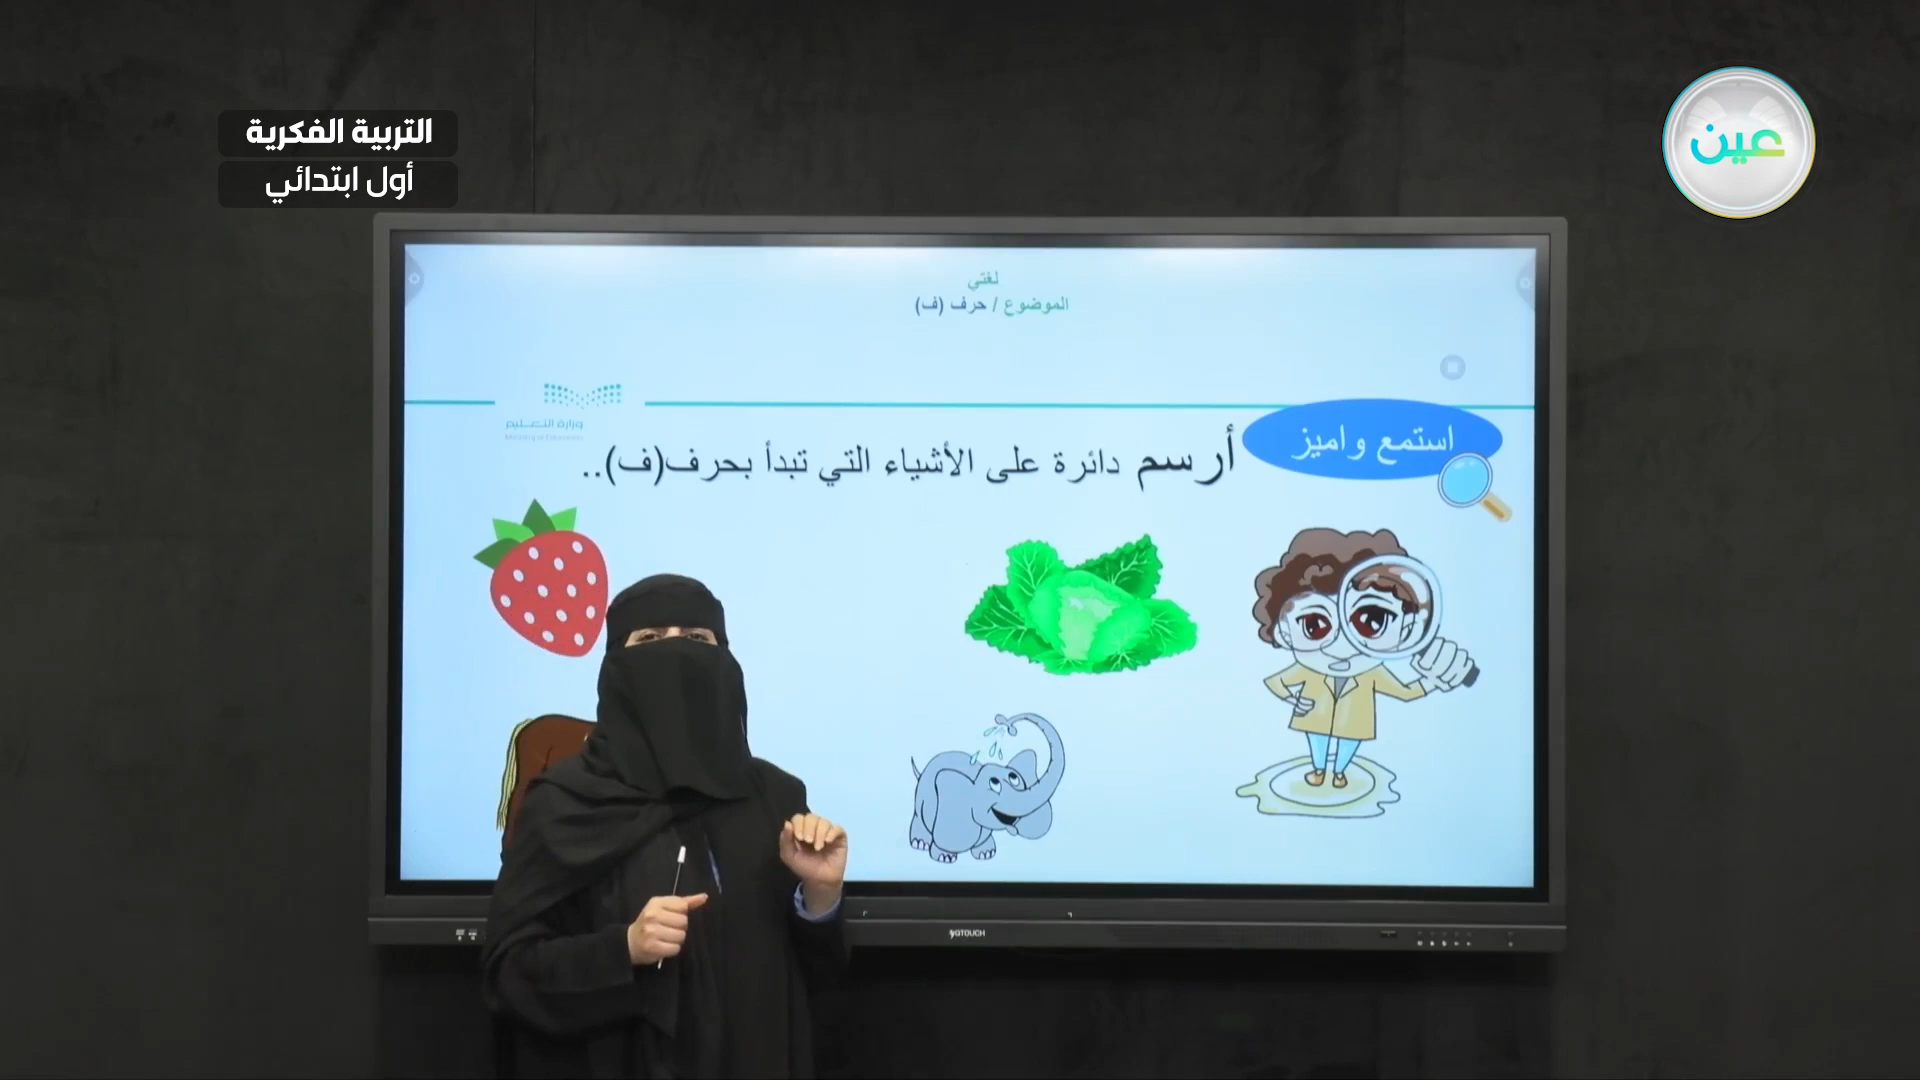 التربية الفكرية
أول ابتدائي
عين
لغتي
الموضوع / حرف (ف)
وزارة التعليم
Ministry of Education
استمع واميز
أرسم دائرة على الأشياء التي تبدأ بحرف(ف)..
QTOUCH